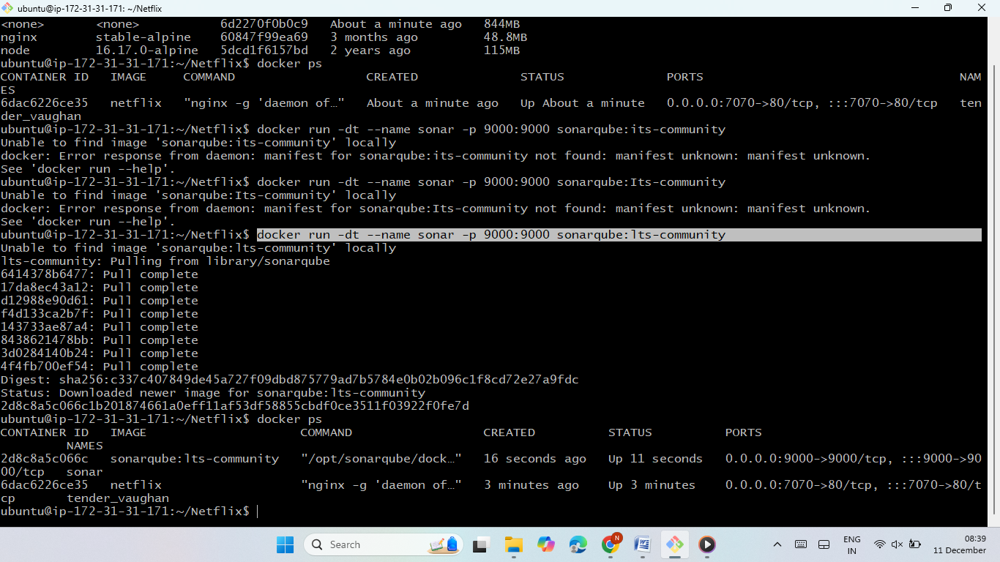 ubuntu@ip-172-31-31-171: ~/Netflix
<none>       <none>           6d2270f0b0c9   About a minute ago   844MB
nginx        stable-alpine    60847f99ea69   3 months ago         48.8MB
node         16.17.0-alpine   5dcd1f6157bd   2 years ago          115MB
ubuntu@ip-172-31-31-171:~/Netflix$ docker ps
CONTAINER ID   IMAGE     COMMAND                  CREATED              STATUS              PORTS                                   NAM
ES
6dac6226ce35   netflix   "nginx -g 'daemon of…"   About a minute ago   Up About a minute   0.0.0.0:7070->80/tcp, :::7070->80/tcp   ten
der_vaughan
ubuntu@ip-172-31-31-171:~/Netflix$ docker run -dt --name sonar -p 9000:9000 sonarqube:its-community
Unable to find image 'sonarqube:its-community' locally
docker: Error response from daemon: manifest for sonarqube:its-community not found: manifest unknown: manifest unknown.
See 'docker run --help'.
ubuntu@ip-172-31-31-171:~/Netflix$ docker run -dt --name sonar -p 9000:9000 sonarqube:Its-community
Unable to find image 'sonarqube:Its-community' locally
docker: Error response from daemon: manifest for sonarqube:Its-community not found: manifest unknown: manifest unknown.
See 'docker run --help'.
ubuntu@ip-172-31-31-171:~/Netflix$ docker run -dt --name sonar -p 9000:9000 sonarqube:lts-community
Unable to find image 'sonarqube:lts-community' locally
lts-community: Pulling from library/sonarqube
6414378b6477: Pull complete
17da8ec43a12: Pull complete
d12988e90d61: Pull complete
f4d133ca2b7f: Pull complete
143733ae87a4: Pull complete
8438621478bb: Pull complete
3d0284140b24: Pull complete
4f4fb700ef54: Pull complete
Digest: sha256:c337c407849de45a727f09dbd875779ad7b5784e0b02b096c1f8cd72e27a9fdc
Status: Downloaded newer image for sonarqube:lts-community
2d8c8a5c066c1b201874661a0eff11af53df58855cbdf0ce3511f03922f0fe7d
ubuntu@ip-172-31-31-171:~/Netflix$ docker ps
CONTAINER ID   IMAGE                     COMMAND                  CREATED          STATUS          PORTS
         NAMES
2d8c8a5c066c   sonarqube:lts-community   "/opt/sonarqube/dock…"   16 seconds ago   Up 11 seconds   0.0.0.0:9000->9000/tcp, :::9000->90
00/tcp   sonar
6dac6226ce35   netflix                   "nginx -g 'daemon of…"   3 minutes ago    Up 3 minutes    0.0.0.0:7070->80/tcp, :::7070->80/t
cp       tender_vaughan
ubuntu@ip-172-31-31-171:~/Netflix$
Search
N
ENG
IN
08:39
11 December